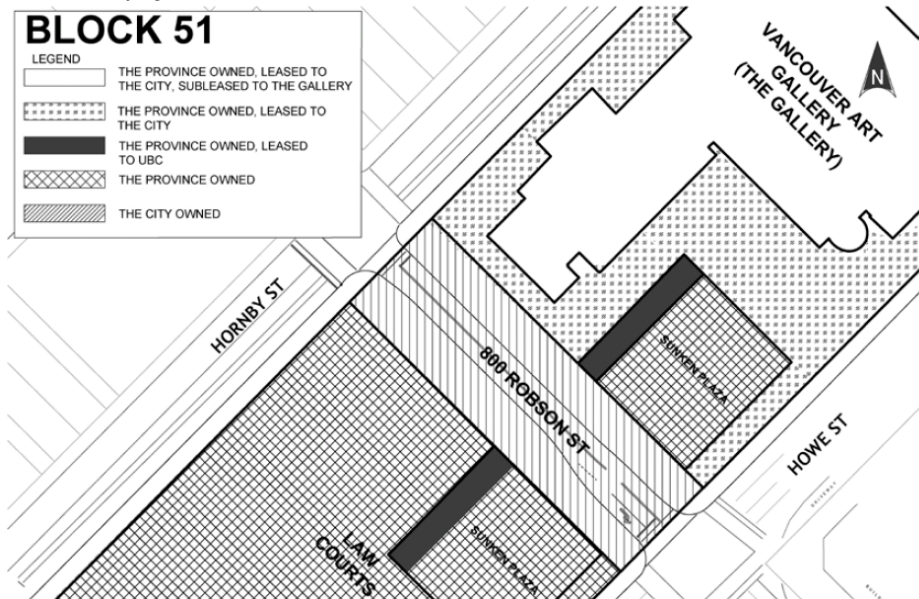 BLOCK 51
LEGEND
THE PROVINCE OWNED, LEASED TO
THE CITY, SUBLEASED TO THE GALLERY
THE PROVINCE OWNED, LEASED TO
THE CITY
THE PROVINCE OWNED, LEASED
TO UBC
THE PROVINCE OWNED
THE CITY OWNED
VANCOUVER ART
GALLERY
(THE GALLERY)
N
HORNBY ST
800 ROBSON ST
SUNKEN PLAZA
HOWE ST
DRIVEWAY
LAW
COURTS
SUNKEN PLAZA